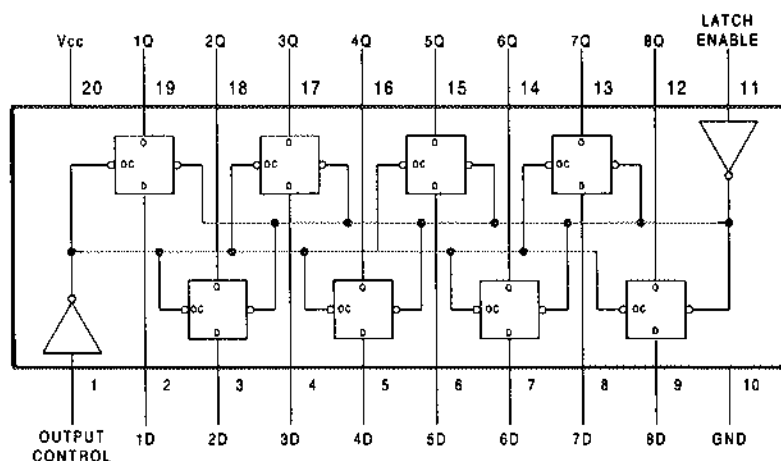 LATCH
ENABLE
Vcc 1Q 2Q 3Q 4Q 5Q 6Q 7Q 8Q
20 19 18 17 16 15 14 13 12 11
Q Q Q Q
OC OC OC OC
D D D D
Q Q Q Q
OC OC OC OC
D D D D
1 2 3 4 5 6 7 8 9 10
OUTPUT
CONTROL
1D 2D 3D 4D 5D 6D 7D 8D GND